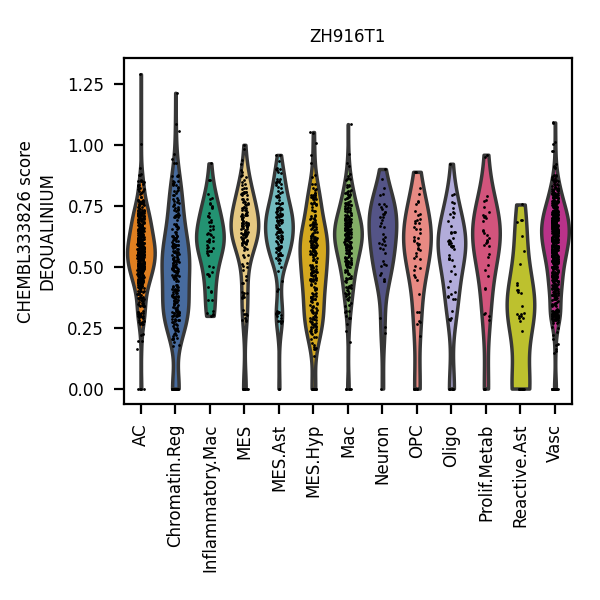 ZH916T1
CHEMBL333826 score
DEQUALINIUM
1.25
1.00
0.75
0.50
0.25
0.00
AC
Chromatin.Reg
Inflammatory.Mac
MES
MES.Ast
MES.Hyp
Mac
Neuron
OPC
Oligo
Prolif.Metab
Reactive.Ast
Vasc